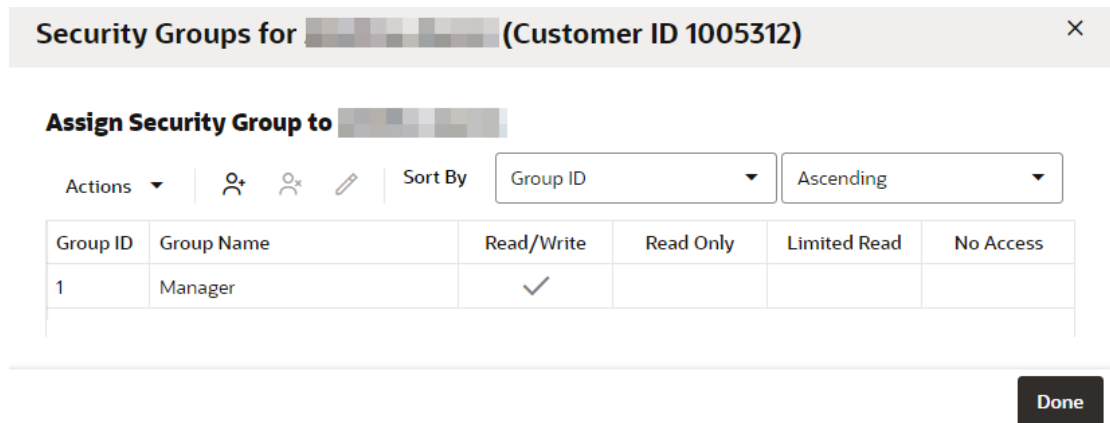 Security Groups for (Customer ID 1005312)
Assign Security Group to
Actions Sort By Group ID Ascending
Group ID Group Name Read/Write Read Only Limited Read No Access
1 Manager
Done